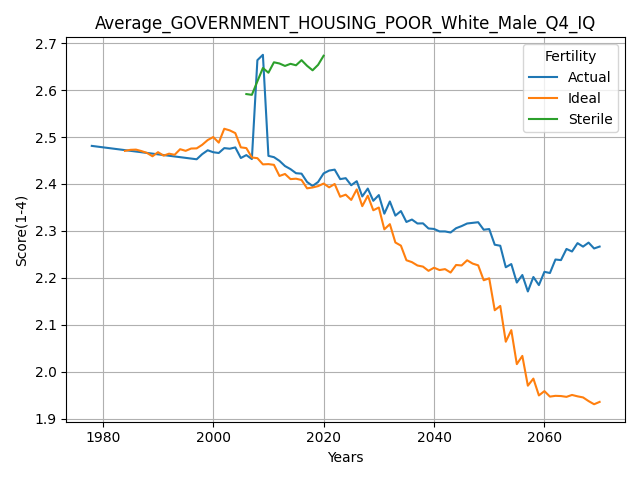 Average_GOVERNMENT_HOUSING_POOR_White_Male_Q4_IQ
Score(1-4)
2.7
2.6
2.5
2.4
2.3
2.2
2.1
2.0
1.9
Fertility
Actual
Ideal
Sterile
1980 2000 2020 2040 2060
Years